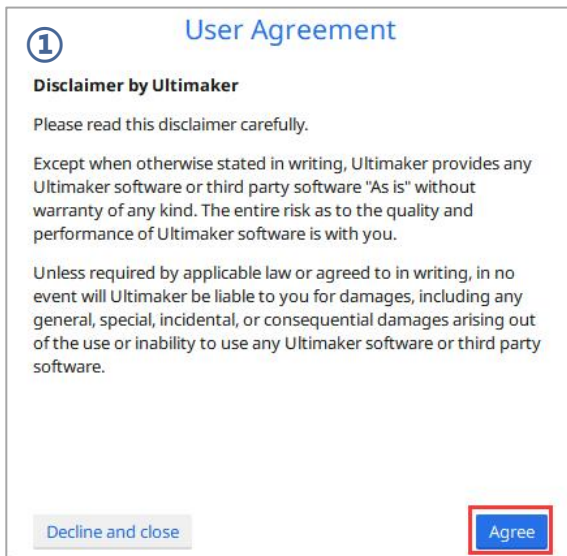 ①
User Agreement
Disclaimer by Ultimaker
Please read this disclaimer carefully.
Except when otherwise stated in writing, Ultimaker provides any
Ultimaker software or third party software "As is" without
warranty of any kind. The entire risk as to the quality and
performance of Ultimaker software is with you.
Unless required by applicable law or agreed to in writing, in no
event will Ultimaker be liable to you for damages, including any
general, special, incidental, or consequential damages arising out
of the use or inability to use any Ultimaker software or third party
software.
Decline and close
Agree